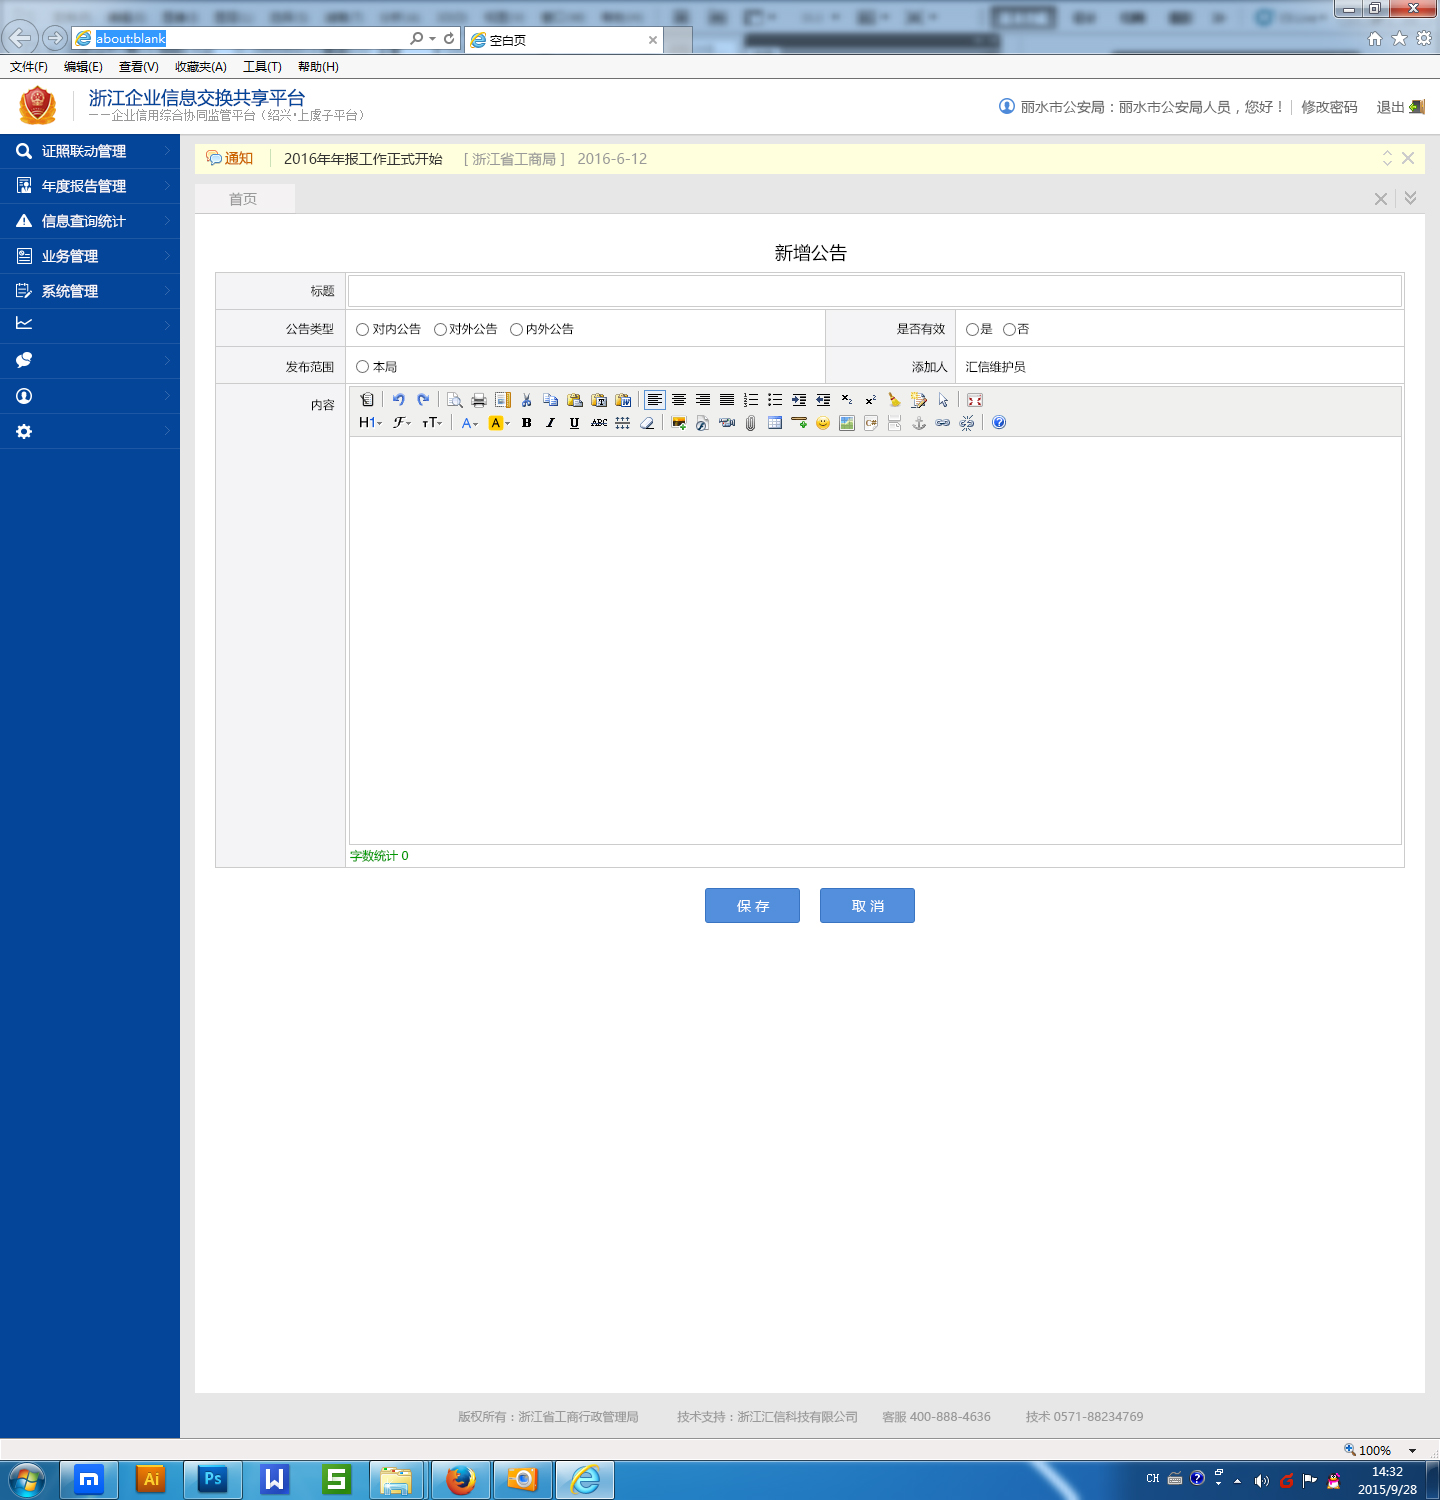 about:blank
空白页
文件(F) 编辑(E) 查看(V) 收藏夹(A) 工具(T) 帮助(H)
浙江企业信息交换共享平台
——企业信用综合协同监管平台（绍兴·上虞子平台）
丽水市公安局：丽水市公安局人员，您好！ 修改密码 退出
证照联动管理
年度报告管理
信息查询统计
业务管理
系统管理
通知 2016年年报工作正式开始 [ 浙江省工商局 ] 2016-6-12
首页
新增公告
标题
公告类型 对内公告 对外公告 内外公告 是否有效 是 否
发布范围 本局 添加人 汇信维护员
内容
H1 F TT A A B I U ABC
字数统计 0
保 存 取 消
版权所有：浙江省工商行政管理局 技术支持：浙江汇信科技有限公司 客服 400-888-4636 技术 0571-88234769
100%
m Ai Ps W S
CH
14:32
2015/9/28